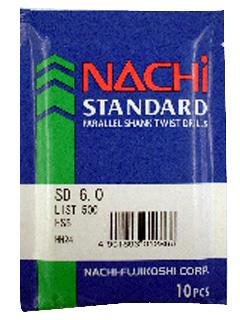 NACHi
STANDARD
PARALLEL SHANK TWIST DRILLS
SD 6.0
LIST 500
HSS
NACHI-FUJIKOSHI CORP.
10PCS